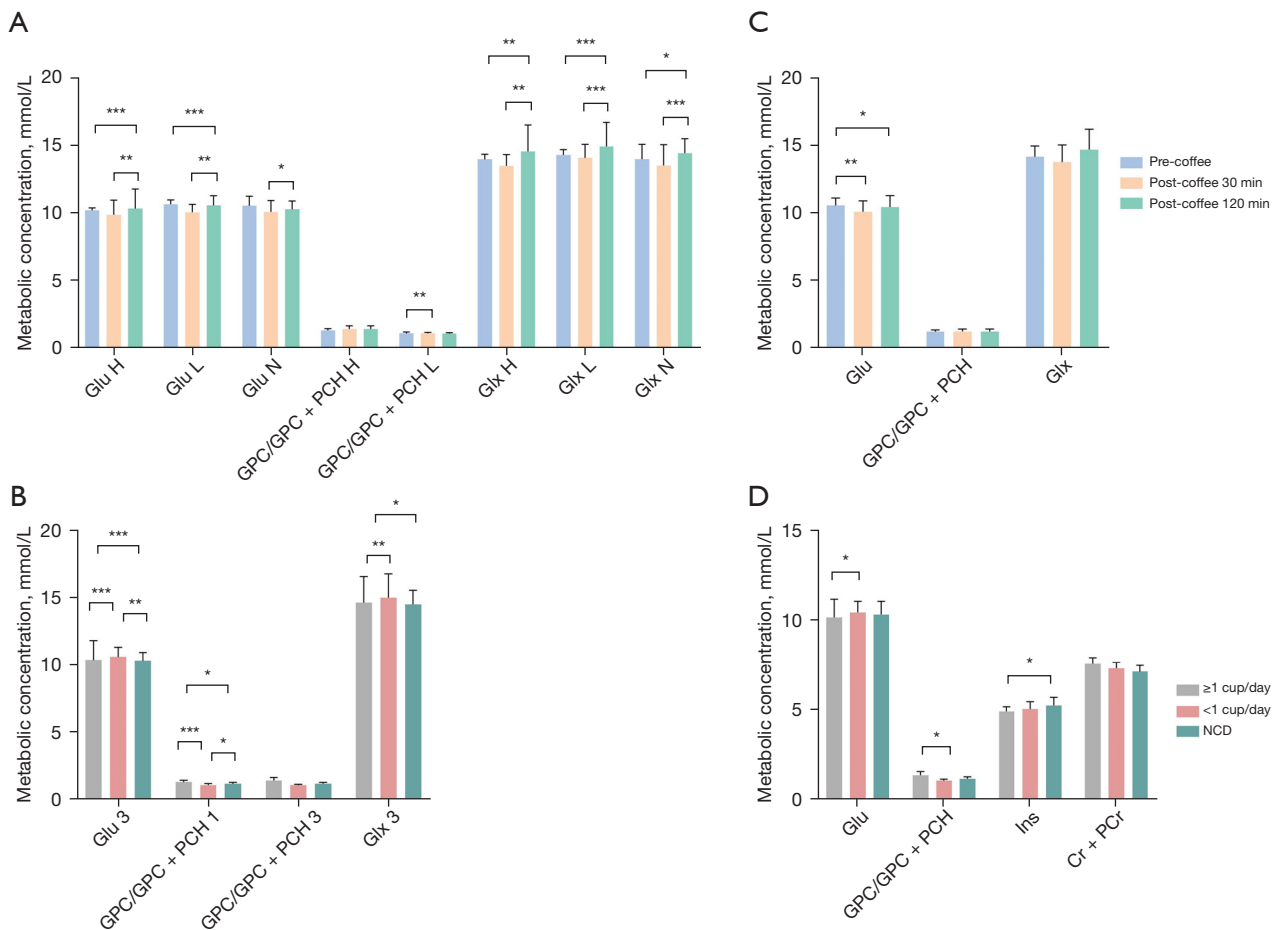 A
Metabolic concentration, mmol/L
20
15
10
5
0
***
**
***
**
*
**
**
**
***
***
*
***
Glu H
Glu L
Glu N
GPC/GPC + PCH H
GPC/GPC + PCH L
Glx H
Glx L
Glx N
C
Metabolic concentration, mmol/L
20
15
10
5
0
*
**
Glu
GPC/GPC + PCH
Glx
Pre-coffee
Post-coffee 30 min
Post-coffee 120 min
B
Metabolic concentration, mmol/L
20
15
10
5
0
***
***
**
*
***
*
*
**
Glu 3
GPC/GPC + PCH 1
GPC/GPC + PCH 3
Glx 3
D
Metabolic concentration, mmol/L
15
10
5
0
*
*
*
Glu
GPC/GPC + PCH
Ins
Cr + PCr
≥1 cup/day
<1 cup/day
NCD